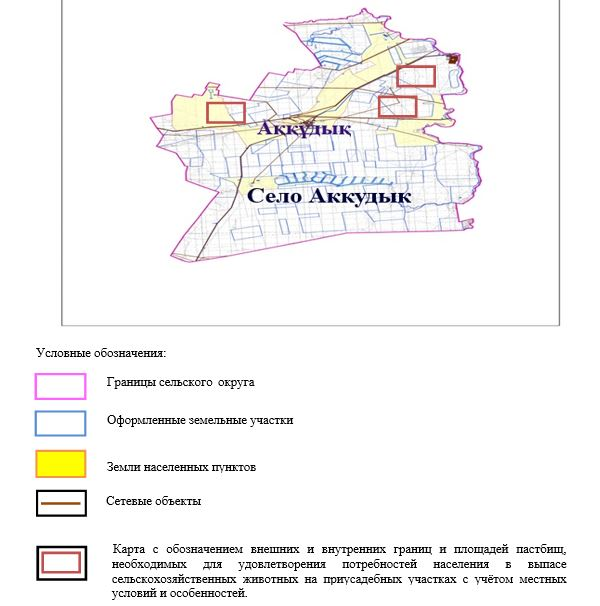 Аққұдық
Село Аккудык
Условные обозначения:
Границы сельского округа
Оформленные земельные участки
Земли населенных пунктов
Сетевые объекты
Карта с обозначением внешних и внутренних границ и площадей пастбищ,
необходимых для удовлетворения потребностей населения в выпасе
сельскохозяйственных животных на приусадебных участках с учётом местных
условий и особенностей.